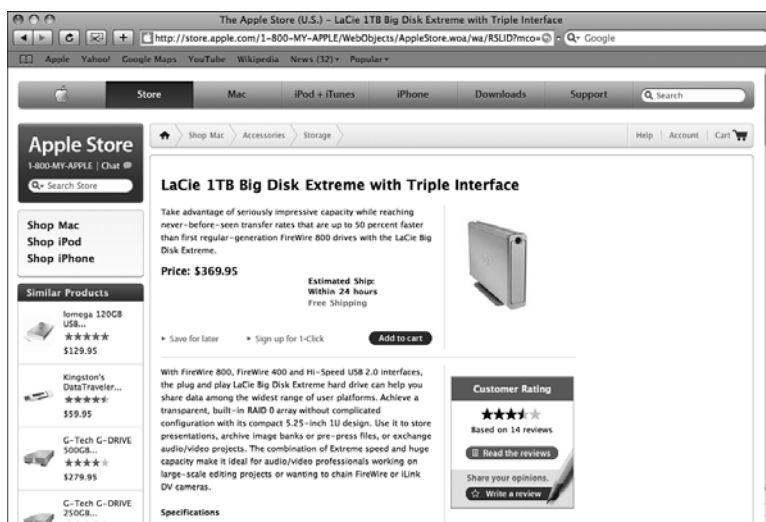 The Apple Store (U.S.) – LaCie 1TB Big Disk Extreme with Triple Interface
http://store.apple.com/1-800-MY-APPLE/WebObjects/AppleStore.woa/wa/RSLID?mco=
Google
Apple Yahoo! Google Maps YouTube Wikipedia News (32) Popular
Store Mac iPod + iTunes iPhone Downloads Support Search
Apple Store
1-800-MY-APPLE | Chat
Search Store
Shop Mac Accessories Storage
Help | Account | Cart
Shop Mac
Shop iPod
Shop iPhone
Similar Products
Iomega 120GB
USB...
$129.95
Kingston's
DataTraveler...
$59.95
G-Tech G-DRIVE
500GB...
$279.95
G-Tech G-DRIVE
250GB...
LaCie 1TB Big Disk Extreme with Triple Interface
Take advantage of seriously impressive capacity while reaching
never-before-seen transfer rates that are up to 50 percent faster
than first regular-generation FireWire 800 drives with the LaCie Big
Disk Extreme.
Price: $369.95
Estimated Ship:
Within 24 hours
Free Shipping
Save for later Sign up for 1-Click Add to cart
With FireWire 800, FireWire 400 and Hi-Speed USB 2.0 interfaces,
the plug and play LaCie Big Disk Extreme hard drive can help you
share data among the widest range of user platforms. Achieve a
transparent, built-in RAID 0 array without complicated
configuration with its compact 5.25-inch 1U design. Use it to store
presentations, archive image banks or pre-press files, or exchange
audio/video projects. The combination of Extreme speed and huge
capacity make it ideal for audio/video professionals working on
large-scale editing projects or wanting to chain FireWire or iLink
DV cameras.
Specifications
Customer Rating
Based on 14 reviews
Read the reviews
Share your opinions.
Write a review